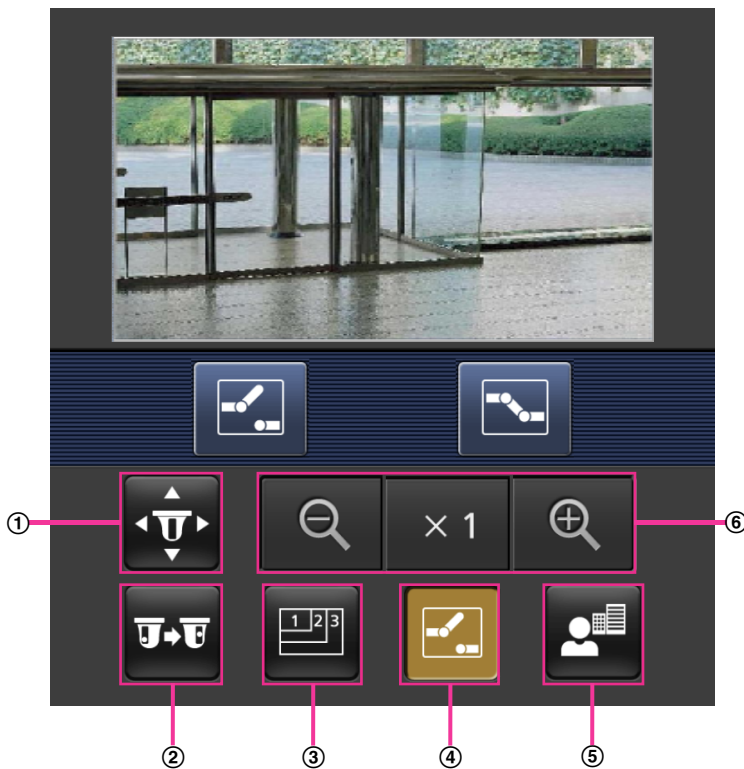 ① × 1 ⑥
1 2 3
② ③ ④ ⑤